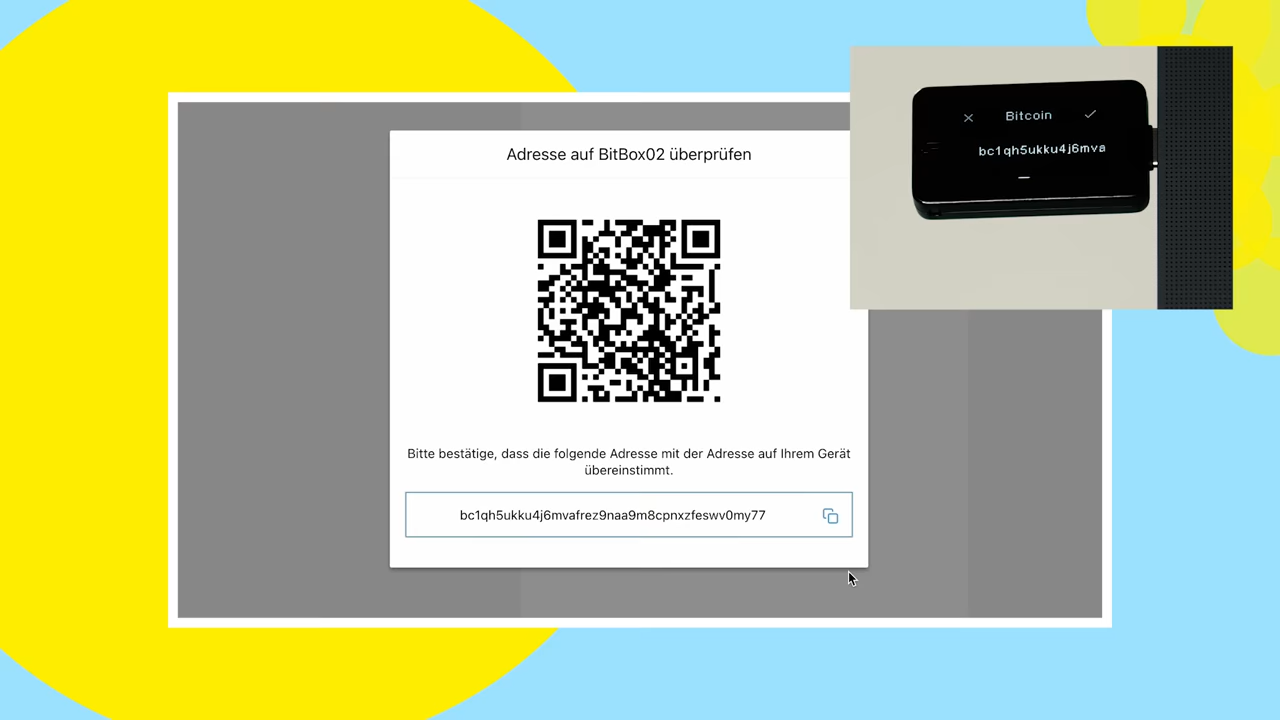 Adresse auf BitBox02 überprüfen
Bitte bestätige, dass die folgende Adresse mit der Adresse auf Ihrem Gerät
übereinstimmt.
bc1qh5ukku4j6mvafrez9naa9m8cpnxzfeswv0my77
Bitcoin
bc1qh5ukku4j6mva